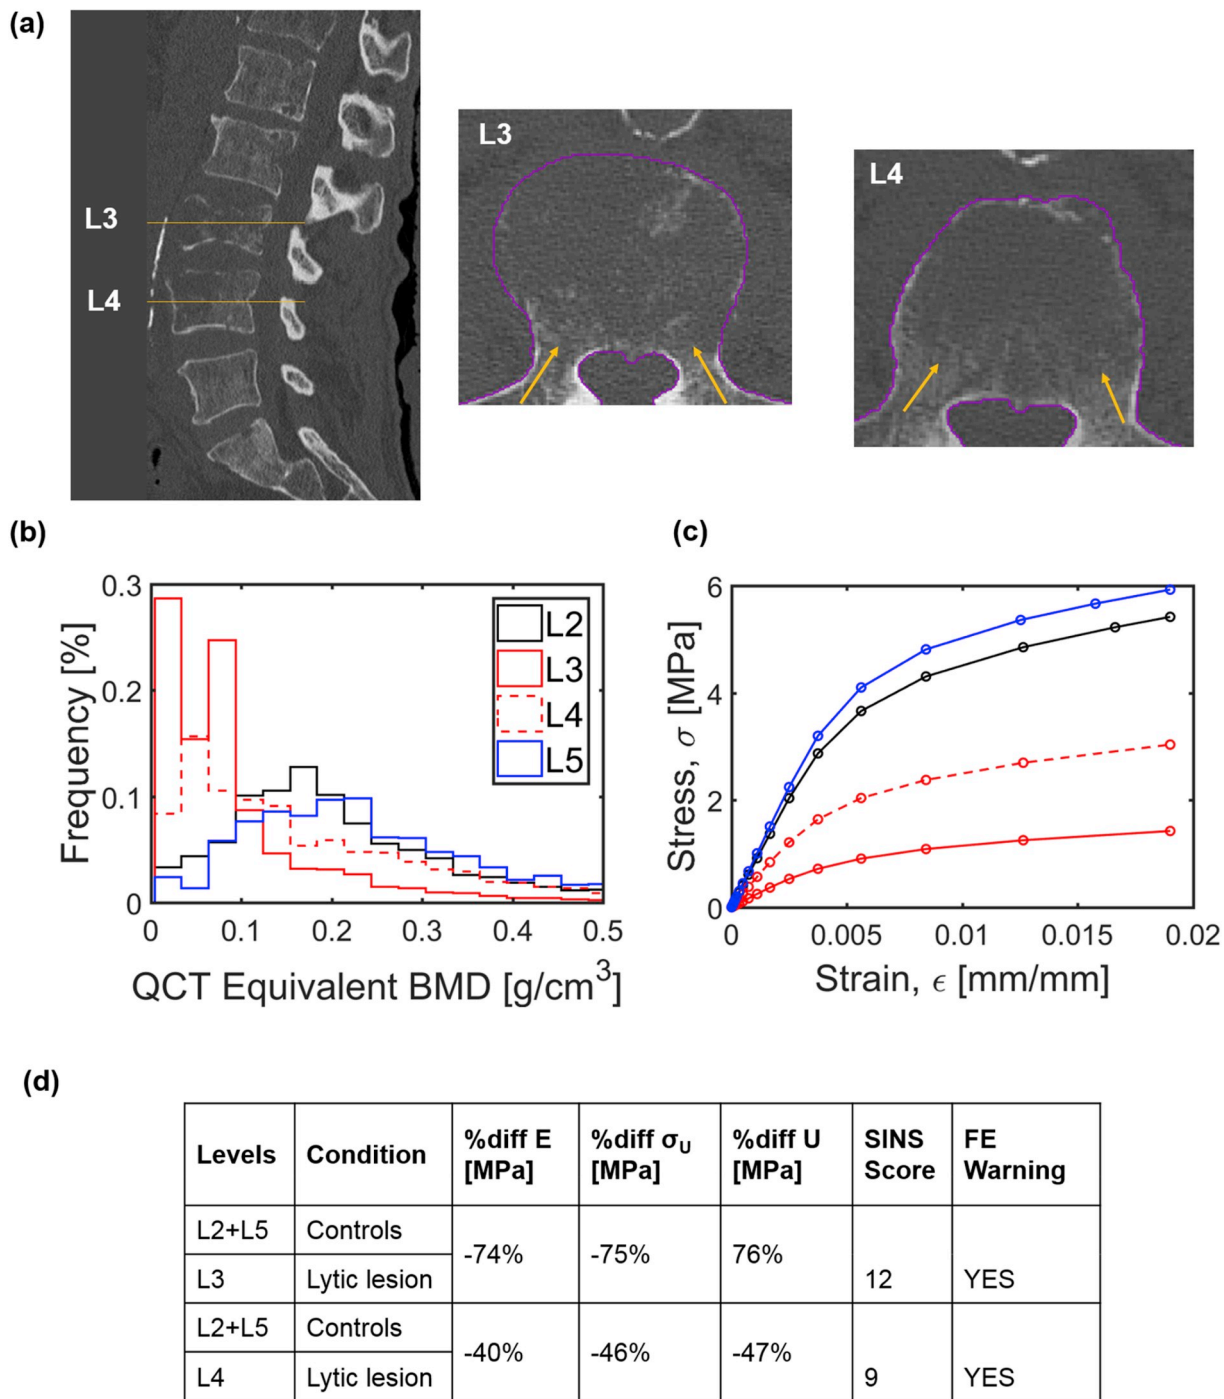 (a)
L3
L4
L3
L4
(b)
0.3
0.2
0.1
0
0
0.1
0.2
0.3
0.4
0.5
Frequency [%]
QCT Equivalent BMD [g/cm³]
L2
L3
L4
L5
(c)
6
4
2
0
0
0.005
0.01
0.015
0.02
Stress, σ [MPa]
Strain, ϵ [mm/mm]
(d)
Levels Condition %diff E [MPa] %diff σU [MPa] %diff U [MPa] SINS Score FE Warning
L2+L5 Controls
-74% -75% 76%
L3 Lytic lesion 12 YES
L2+L5 Controls
-40% -46% -47%
L4 Lytic lesion 9 YES